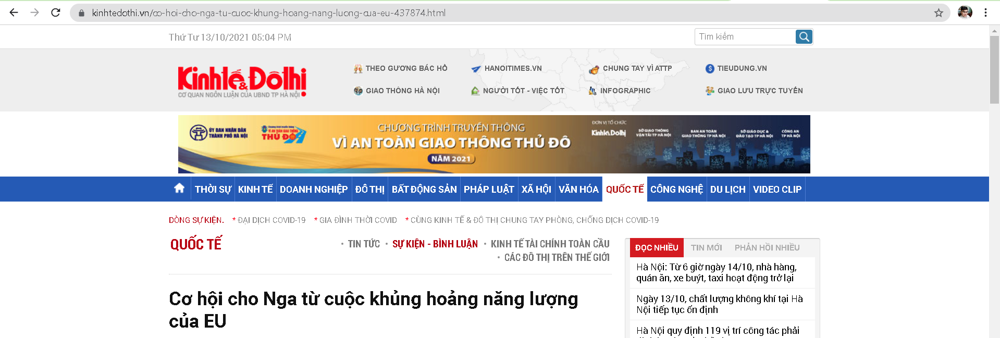 kinhtedothi.vn/co-hoi-cho-nga-tu-cuoc-khung-hoang-nang-luong-cua-eu-437874.html
Thứ Tư 13/10/2021 05:04 PM
Tìm kiếm
Kinhtế&Đôthị
CƠ QUAN NGÔN LUẬN CỦA UBND TP HÀ NỘI
THEO GƯƠNG BÁC HỒ
HANOITIMES.VN
CHUNG TAY VÌ ATTP
TIEUDUNG.VN
GIAO THÔNG HÀ NỘI
NGƯỜI TỐT - VIỆC TỐT
INFOGRAPHIC
GIAO LƯU TRỰC TUYẾN
ỦY BAN NHÂN DÂN
THÀNH PHỐ HÀ NỘI
VÌ AN TOÀN GIAO THÔNG
THỦ ĐÔ
CHƯƠNG TRÌNH TRUYỀN THÔNG
VÌ AN TOÀN GIAO THÔNG THỦ ĐÔ
NĂM 2021
ĐƠN VỊ TỔ CHỨC
Kinhtế&Đôthị
SỞ GIAO THÔNG
VẬN TẢI TP HÀ NỘI
BAN AN TOÀN
GIAO THÔNG TP HÀ NỘI
SỞ GIÁO DỤC &
ĐÀO TẠO TP HÀ NỘI
CÔNG AN
TP HÀ NỘI
THỜI SỰ KINH TẾ DOANH NGHIỆP ĐÔ THỊ BẤT ĐỘNG SẢN PHÁP LUẬT XÃ HỘI VĂN HÓA QUỐC TẾ CÔNG NGHỆ DU LỊCH VIDEO CLIP
DÒNG SỰ KIỆN. * ĐẠI DỊCH COVID-19 * GIA ĐÌNH THỜI COVID * CÙNG KINH TẾ & ĐÔ THỊ CHUNG TAY PHÒNG, CHỐNG DỊCH COVID-19
QUỐC TẾ
• TIN TỨC • SỰ KIỆN - BÌNH LUẬN • KINH TẾ TÀI CHÍNH TOÀN CẦU
• CÁC ĐÔ THỊ TRÊN THẾ GIỚI
Cơ hội cho Nga từ cuộc khủng hoảng năng lượng
của EU
ĐỌC NHIỀU TIN MỚI PHẢN HỒI NHIỀU
Hà Nội: Từ 6 giờ ngày 14/10, nhà hàng,
quán ăn, xe buýt, taxi hoạt động trở lại
Ngày 13/10, chất lượng không khí tại Hà
Nội tiếp tục ổn định
Hà Nội quy định 119 vị trí công tác phải